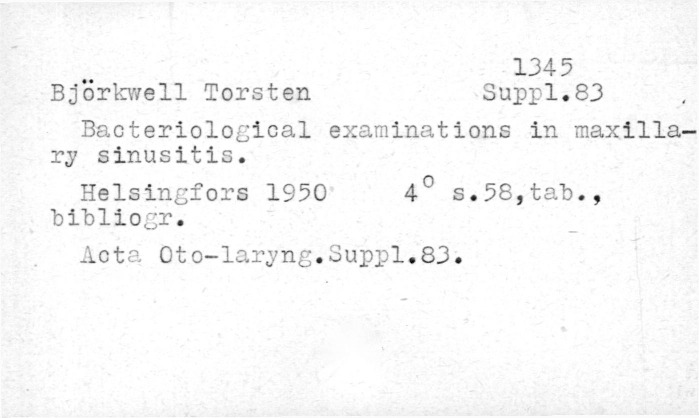 1345
Björkwell Torsten Suppl.83
Bacteriological examinations in maxilla-
ry sinusitis.
Helsingfors 1950 4° s.58,tab.,
bibliogr.
Acta Oto-laryng.Suppl.83.